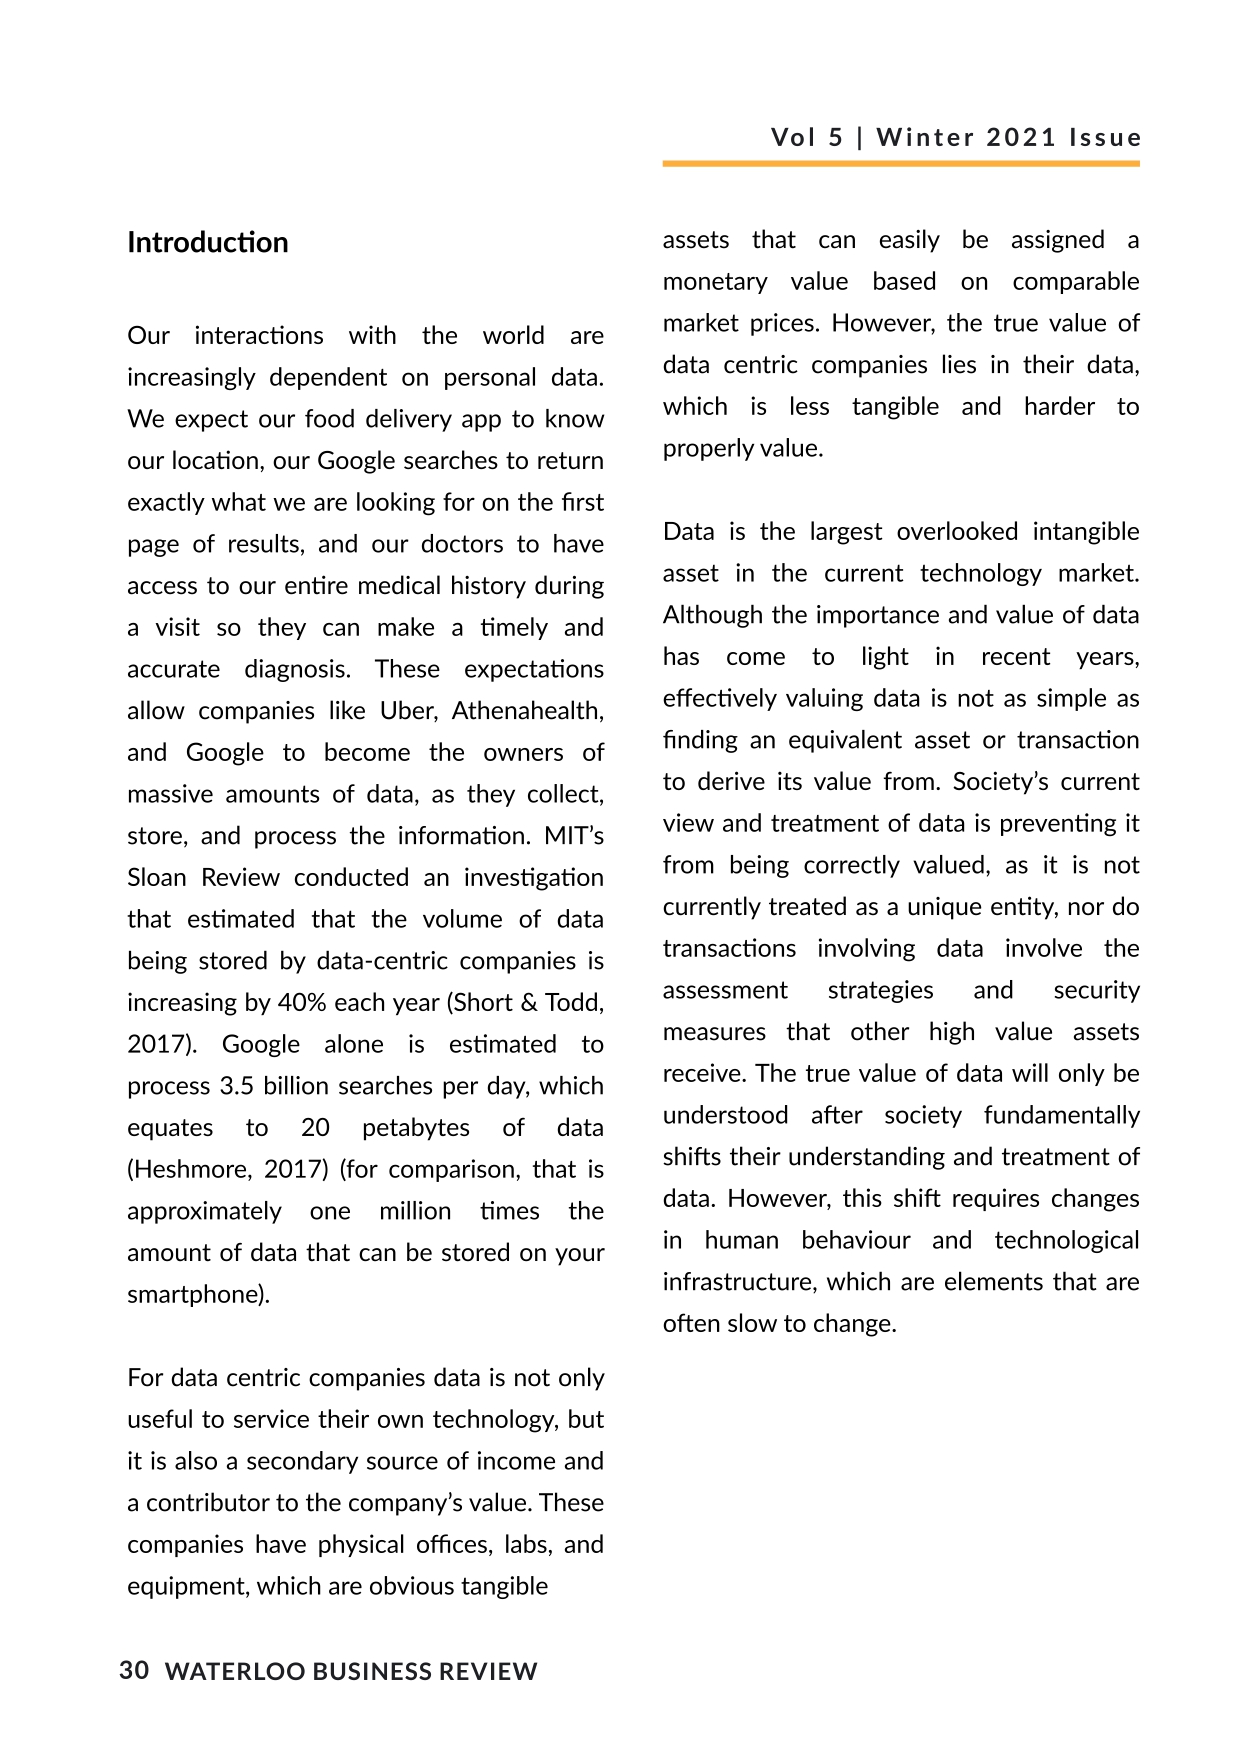 Vol 5 | Winter 2021 Issue
Introduction
Our interactions with the world are
increasingly dependent on personal data.
We expect our food delivery app to know
our location, our Google searches to return
exactly what we are looking for on the first
page of results, and our doctors to have
access to our entire medical history during
a visit so they can make a timely and
accurate diagnosis. These expectations
allow companies like Uber, Athenahealth,
and Google to become the owners of
massive amounts of data, as they collect,
store, and process the information. MIT’s
Sloan Review conducted an investigation
that estimated that the volume of data
being stored by data-centric companies is
increasing by 40% each year (Short & Todd,
2017). Google alone is estimated to
process 3.5 billion searches per day, which
equates to 20 petabytes of data
(Heshmore, 2017) (for comparison, that is
approximately one million times the
amount of data that can be stored on your
smartphone).
For data centric companies data is not only
useful to service their own technology, but
it is also a secondary source of income and
a contributor to the company’s value. These
companies have physical offices, labs, and
equipment, which are obvious tangible
assets that can easily be assigned a
monetary value based on comparable
market prices. However, the true value of
data centric companies lies in their data,
which is less tangible and harder to
properly value.
Data is the largest overlooked intangible
asset in the current technology market.
Although the importance and value of data
has come to light in recent years,
effectively valuing data is not as simple as
finding an equivalent asset or transaction
to derive its value from. Society’s current
view and treatment of data is preventing it
from being correctly valued, as it is not
currently treated as a unique entity, nor do
transactions involving data involve the
assessment strategies and security
measures that other high value assets
receive. The true value of data will only be
understood after society fundamentally
shifts their understanding and treatment of
data. However, this shift requires changes
in human behaviour and technological
infrastructure, which are elements that are
often slow to change.
30 WATERLOO BUSINESS REVIEW